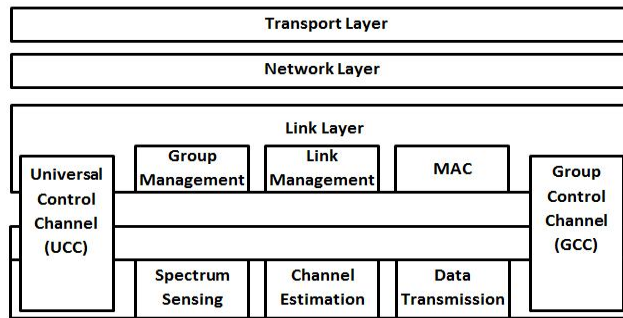 Transport Layer
Network Layer
Link Layer
Universal
Control
Channel
(UCC)
Group
Management
Link
Management
MAC
Group
Control
Channel
(GCC)
Spectrum
Sensing
Channel
Estimation
Data
Transmission